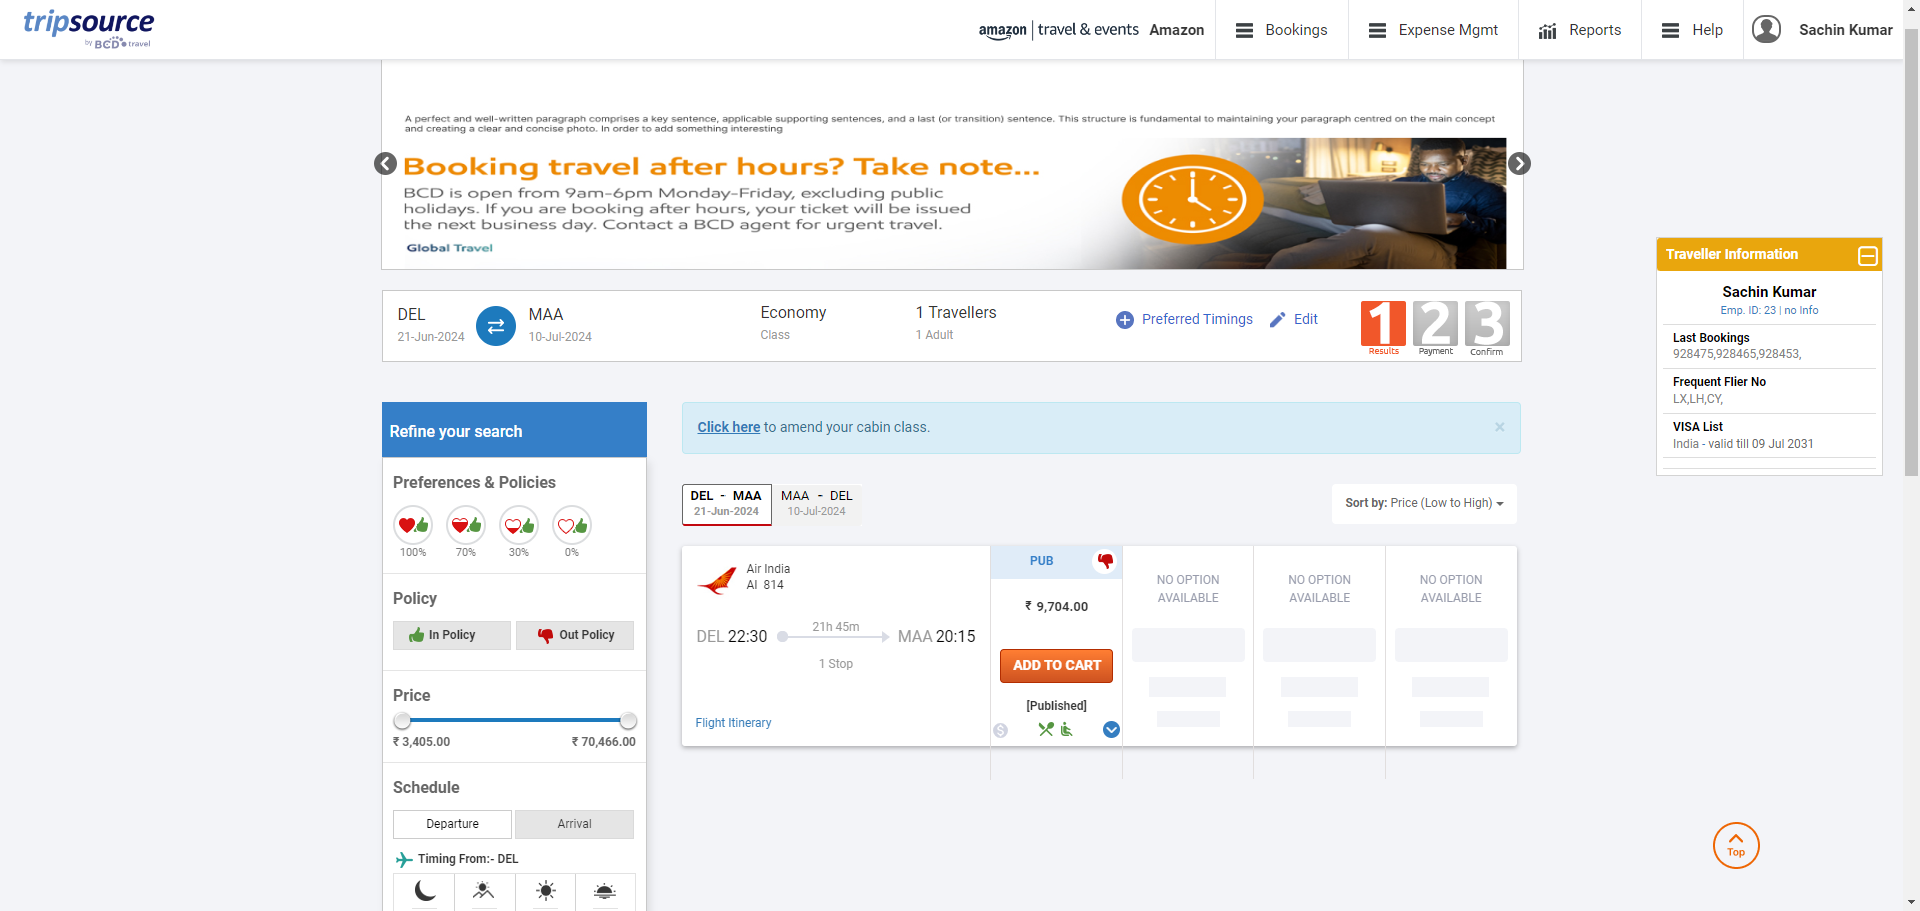 tripsource
by BCD travel
amazon | travel & events Amazon
Bookings
Expense Mgmt
Reports
Help
Sachin Kumar
A perfect and well-written paragraph comprises a key sentence, applicable supporting sentences, and a last (or transition) sentence. This structure is fundamental to maintaining your paragraph centred on the main concept
and creating a clear and concise photo. In order to add something interesting
Booking travel after hours? Take note...
BCD is open from 9am-6pm Monday-Friday, excluding public
holidays. If you are booking after hours, your ticket will be issued
the next business day. Contact a BCD agent for urgent travel.
Global Travel
Traveller Information
Sachin Kumar
Emp. ID: 23 | no Info
Last Bookings
928475,928465,928453,
Frequent Flier No
LX,LH,CY,
VISA List
India - valid till 09 Jul 2031
DEL
21-Jun-2024
MAA
10-Jul-2024
Economy
Class
1 Travellers
1 Adult
Preferred Timings
Edit
1
Results
2
Payment
3
Confirm
Refine your search
Preferences & Policies
100%
70%
30%
0%
Policy
In Policy
Out Policy
Price
₹ 3,405.00
₹ 70,466.00
Schedule
Departure
Arrival
Timing From:- DEL
Click here to amend your cabin class.
×
DEL - MAA
21-Jun-2024
MAA - DEL
10-Jul-2024
Sort by: Price (Low to High)
Air India
AI 814
DEL 22:30
21h 45m
1 Stop
MAA 20:15
Flight Itinerary
PUB
₹ 9,704.00
ADD TO CART
[Published]
NO OPTION
AVAILABLE
NO OPTION
AVAILABLE
NO OPTION
AVAILABLE
Top